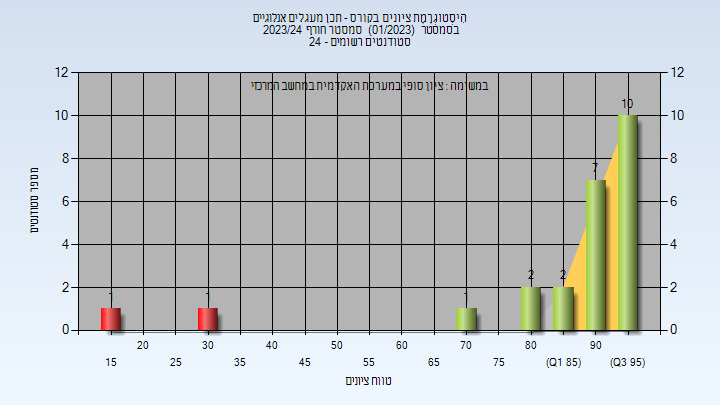 היסטוגרמת ציונים בקורס - תכן מעגלים אנלוגיים
בסמסטר (01/2023) סמסטר חורף 2023/24
סטודנטים רשומים - 24
במשימה : ציון סופי במערכת האקדמית במחשב המרכזי
12 12
10 10
8 8
6 6
4 4
2 2
0 0
1 1 1 2 2 7 10
מספר סטודנטים
20 30 40 50 60 70 80 90
15 25 35 45 55 65 75 (Q1 85) (Q3 95)
טווח ציונים